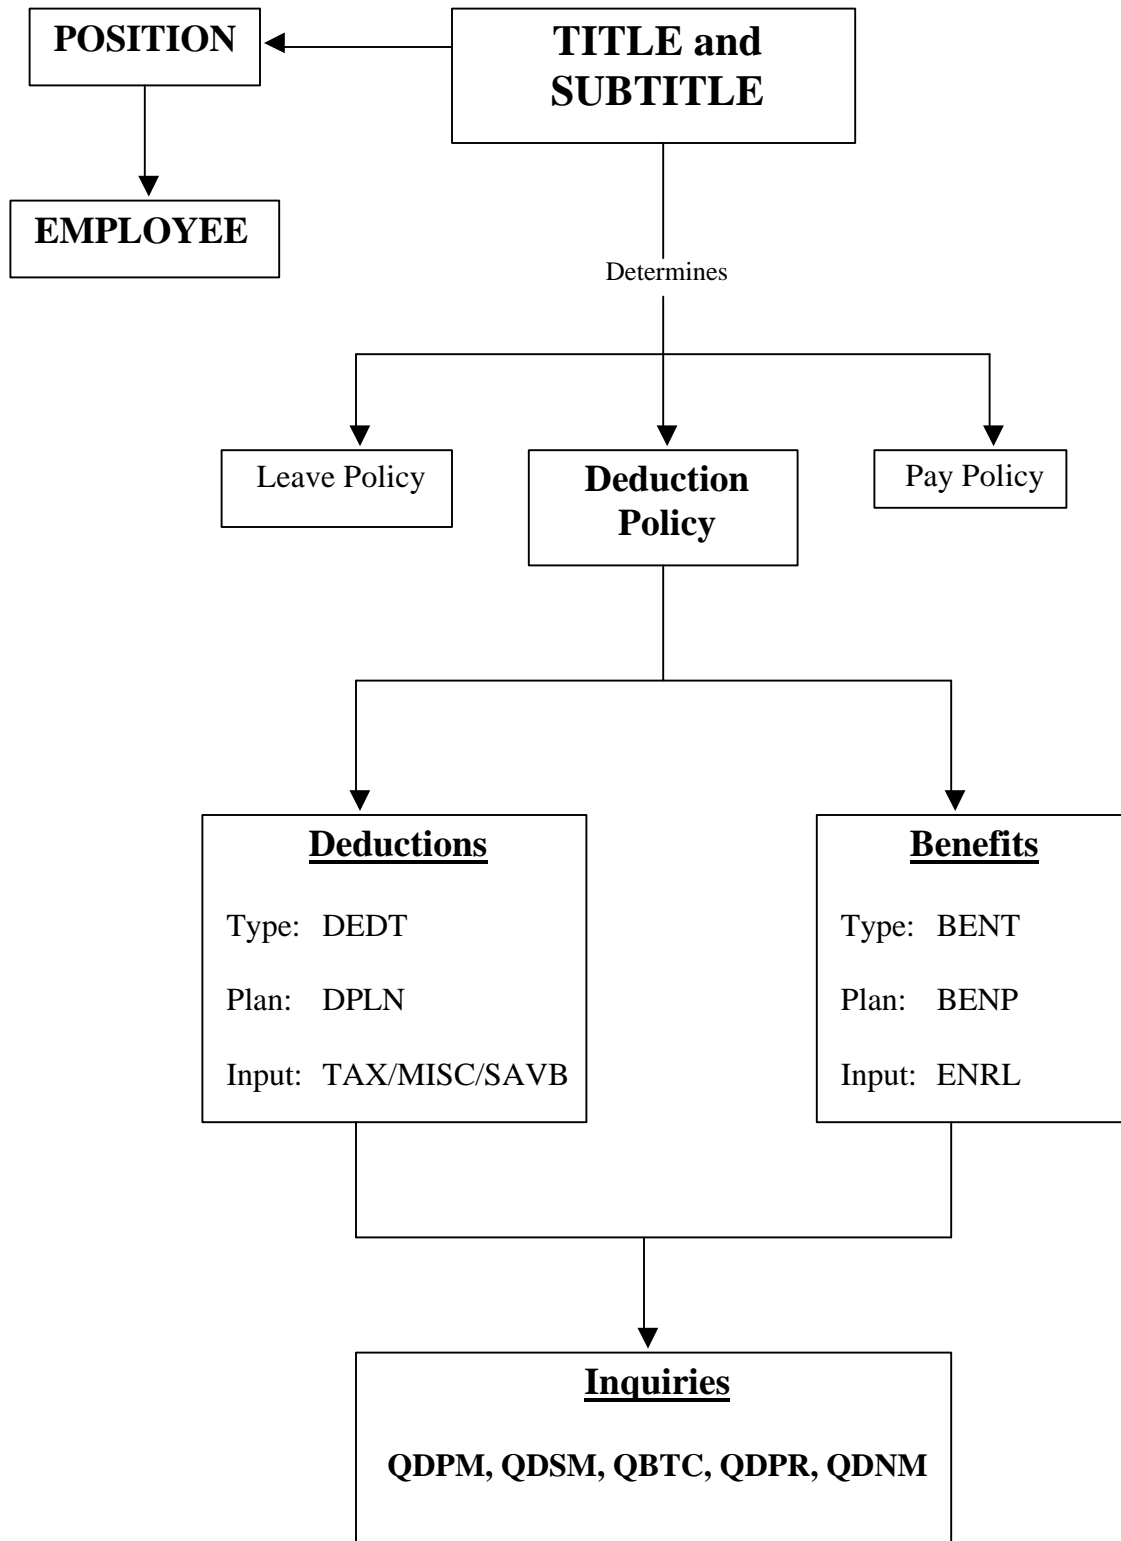 POSITION
TITLE and
SUBTITLE
EMPLOYEE
Determines
Leave Policy
Deduction
Policy
Pay Policy
Deductions
Type: DEDT
Plan: DPLN
Input: TAX/MISC/SAVB
Benefits
Type: BENT
Plan: BENP
Input: ENRL
Inquiries
QDPM, QDSM, QBTC, QDPR, QDNM